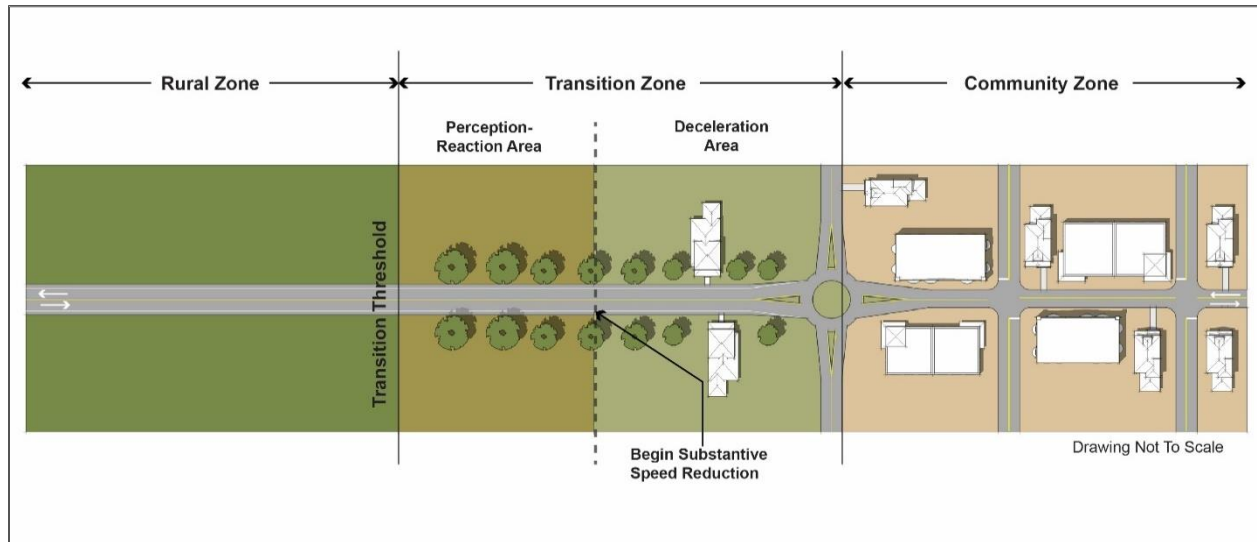 Rural Zone
Transition Zone
Community Zone
Perception-
Reaction Area
Deceleration
Area
Transition Threshold
Begin Substantive
Speed Reduction
Drawing Not To Scale